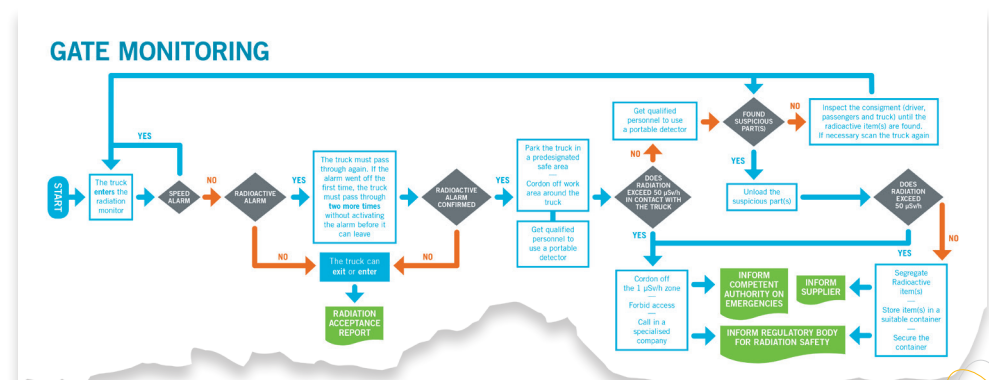 GATE MONITORING
YES
START
The truck
enters the
radiation
monitor
SPEED
ALARM
NO
RADIOACTIVE
ALARM
YES
The truck must pass
through again. If the
alarm went off the
first time, the truck
must pass through
two more times
without activating
the alarm before it
can leave
RADIOACTIVE
ALARM
CONFIRMED
NO
The truck can
exit or enter
NO
RADIATION
ACCEPTANCE
REPORT
YES
Park the truck in
a predesignated
safe area
Cordon off work
area around the
truck
Get qualified
personnel to use
a portable
detector
DOES
RADIATION
EXCEED 50 µSv/h
IN CONTACT WITH
THE TRUCK
NO
Get qualified
personnel to use
a portable detector
FOUND
SUSPICIOUS
PART(S)
NO
Inspect the consigment (driver,
passengers and truck) until the
radioactive item(s) are found.
If necessary scan the truck again
YES
Unload the
suspicious part(s)
DOES
RADIATION
EXCEED
50 µSv/h
YES
YES
NO
Cordon off
the 1 µSv/h zone
Forbid access
Call in a
specialised
company
INFORM
COMPETENT
AUTHORITY ON
EMERGENCIES
INFORM
SUPPLIER
INFORM REGULATORY BODY
FOR RADIATION SAFETY
Segregate
Radioactive
item(s)
Store item(s) in a
suitable container
Secure the
container